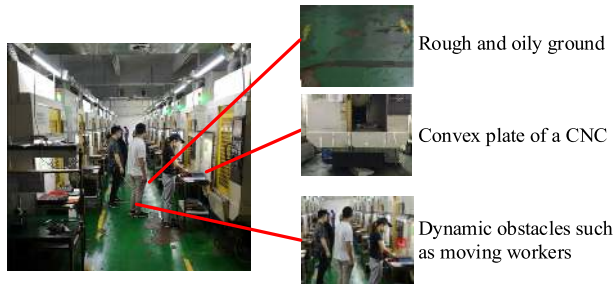 Rough and oily ground
Convex plate of a CNC
Dynamic obstacles such
as moving workers